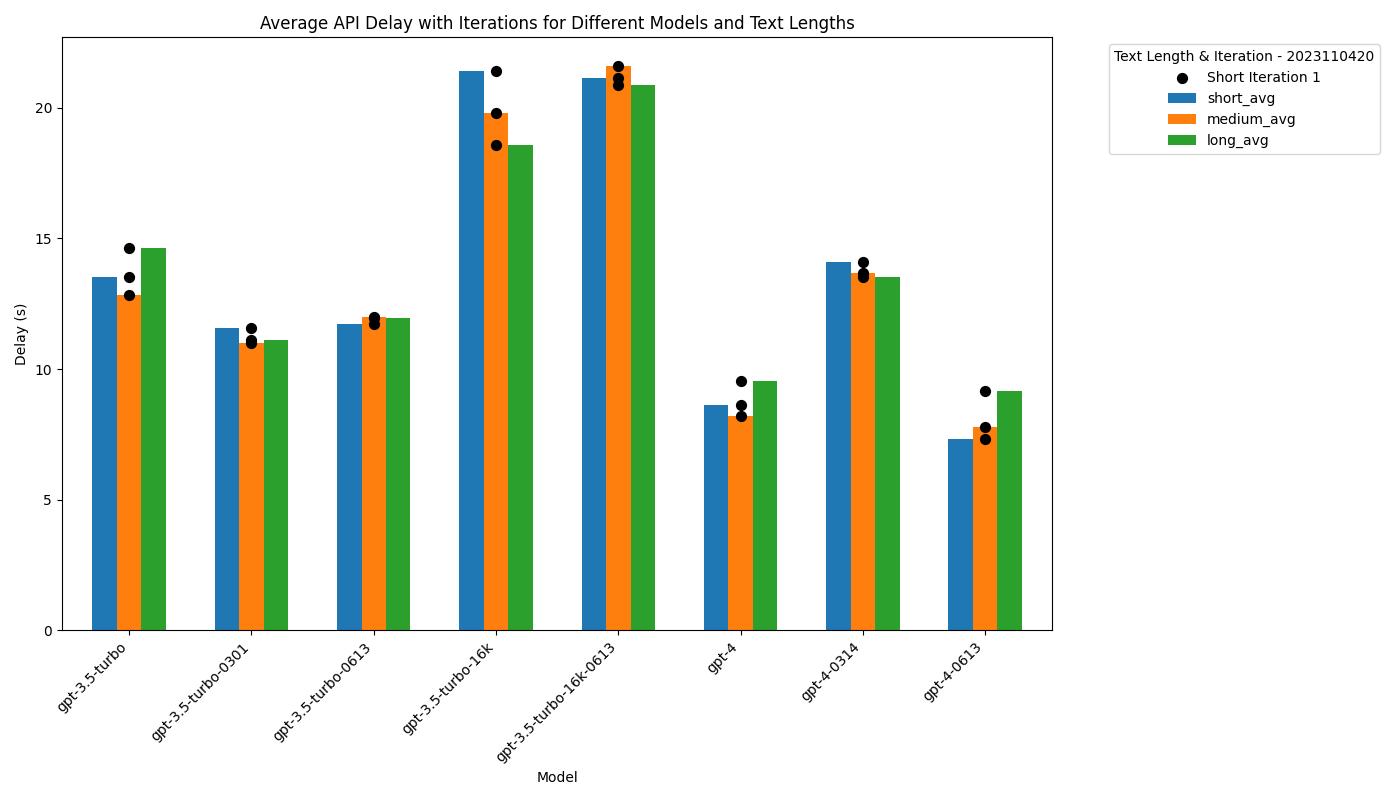 Average API Delay with Iterations for Different Models and Text Lengths
Text Length & Iteration - 2023110420
Short Iteration 1
short_avg
medium_avg
long_avg
Delay (s)
20
15
10
5
0
gpt-3.5-turbo
gpt-3.5-turbo-0301
gpt-3.5-turbo-0613
gpt-3.5-turbo-16k
gpt-3.5-turbo-16k-0613
gpt-4
gpt-4-0314
gpt-4-0613
Model